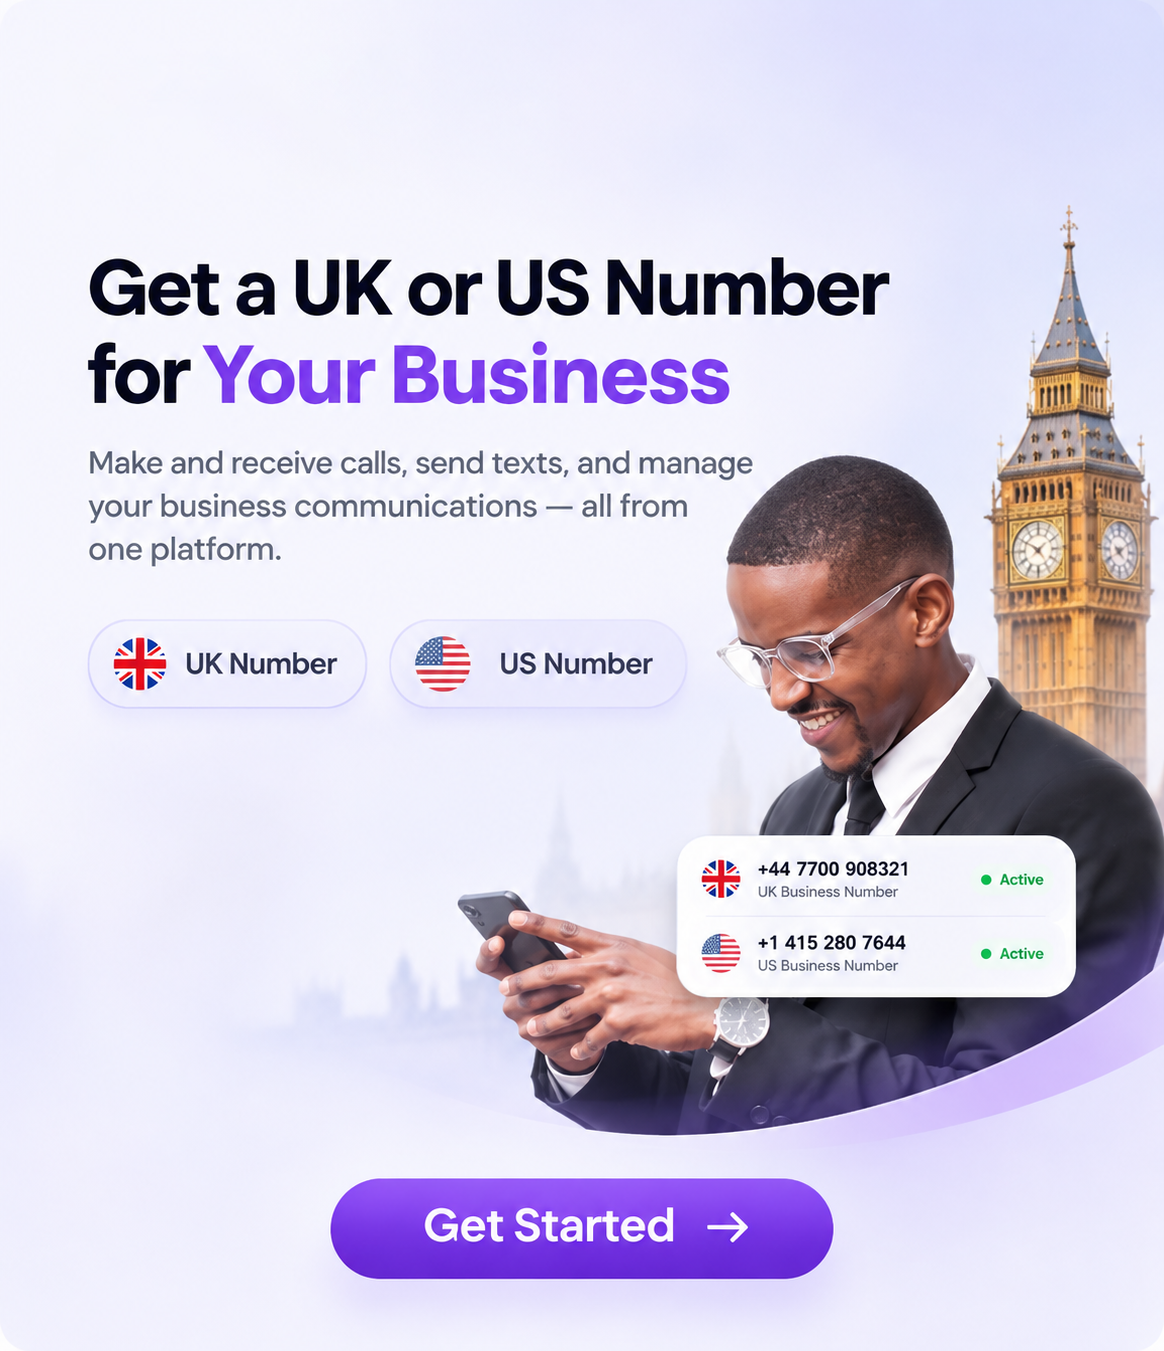 Get a UK or US Number
for Your Business
Make and receive calls, send texts, and manage
your business communications — all from
one platform.
UK Number
US Number
+44 7700 908321
UK Business Number
Active
+1 415 280 7644
US Business Number
Active
Get Started →